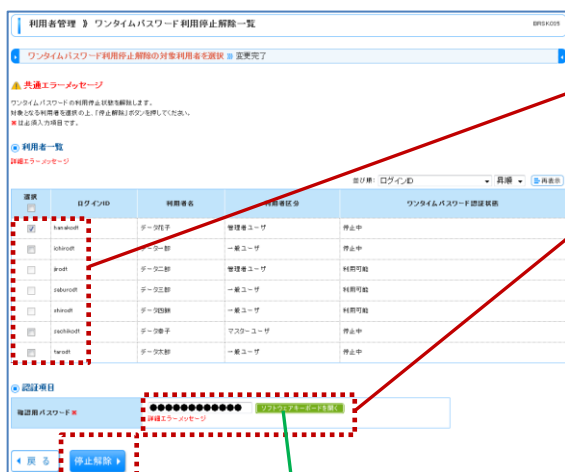 利用者管理 》 ワンタイムパスワード利用停止解除一覧 BRSK005
ワンタイムパスワード利用停止解除の対象利用者を選択 変更完了
共通エラーメッセージ
ワンタイムパスワードの利用停止状態を解除します。
対象となる利用者を選択の上、「停止解除」ボタンを押してください。
※は必須入力項目です。
利用者一覧
詳細エラーメッセージ
並び順: ログインID 昇順 再表示
選択 ログインID 利用者名 利用者区分 ワンタイムパスワード認証状態
hanakodt データ花子 管理者ユーザ 停止中
ichirodt データ一郎 一般ユーザ 停止中
jirodt データ二郎 管理者ユーザ 利用可能
saburodt データ三郎 一般ユーザ 利用可能
shirodt データ四郎 一般ユーザ 利用可能
sachikodt データ幸子 マスターユーザ 停止中
tarodt データ太郎 一般ユーザ 停止中
認証項目
確認用パスワード※ ●●●●●●●●●●●● ソフトウェアキーボードを開く
詳細エラーメッセージ
戻る 停止解除